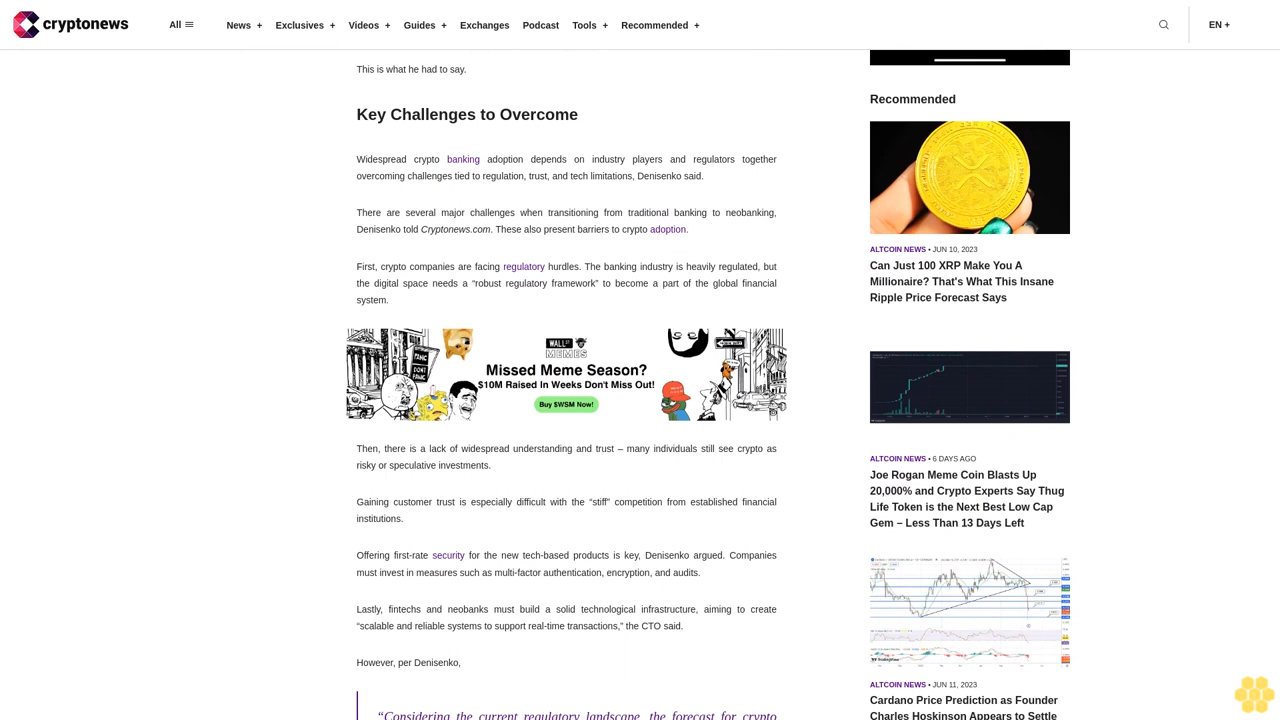 cryptonews
All
News +
Exclusives +
Videos +
Guides +
Exchanges
Podcast
Tools +
Recommended +
EN +
This is what he had to say.
Key Challenges to Overcome
Widespread crypto banking adoption depends on industry players and regulators together
overcoming challenges tied to regulation, trust, and tech limitations, Denisenko said.
There are several major challenges when transitioning from traditional banking to neobanking,
Denisenko told Cryptonews.com. These also present barriers to crypto adoption.
First, crypto companies are facing regulatory hurdles. The banking industry is heavily regulated, but
the digital space needs a “robust regulatory framework” to become a part of the global financial
system.
PANIC
DON'T
PANIC
WALL ST
MEMES
Missed Meme Season?
$10M Raised In Weeks Don't Miss Out!
Buy $WSM Now!
Then, there is a lack of widespread understanding and trust – many individuals still see crypto as
risky or speculative investments.
Gaining customer trust is especially difficult with the “stiff” competition from established financial
institutions.
Offering first-rate security for the new tech-based products is key, Denisenko argued. Companies
must invest in measures such as multi-factor authentication, encryption, and audits.
Lastly, fintechs and neobanks must build a solid technological infrastructure, aiming to create
“scalable and reliable systems to support real-time transactions,” the CTO said.
However, per Denisenko,
“Considering the current regulatory landscape, the forecast for crypto
Recommended
ALTCOIN NEWS • JUN 10, 2023
Can Just 100 XRP Make You A
Millionaire? That's What This Insane
Ripple Price Forecast Says
ALTCOIN NEWS • 6 DAYS AGO
Joe Rogan Meme Coin Blasts Up
20,000% and Crypto Experts Say Thug
Life Token is the Next Best Low Cap
Gem – Less Than 13 Days Left
ALTCOIN NEWS • JUN 11, 2023
Cardano Price Prediction as Founder
Charles Hoskinson Appears to Settle